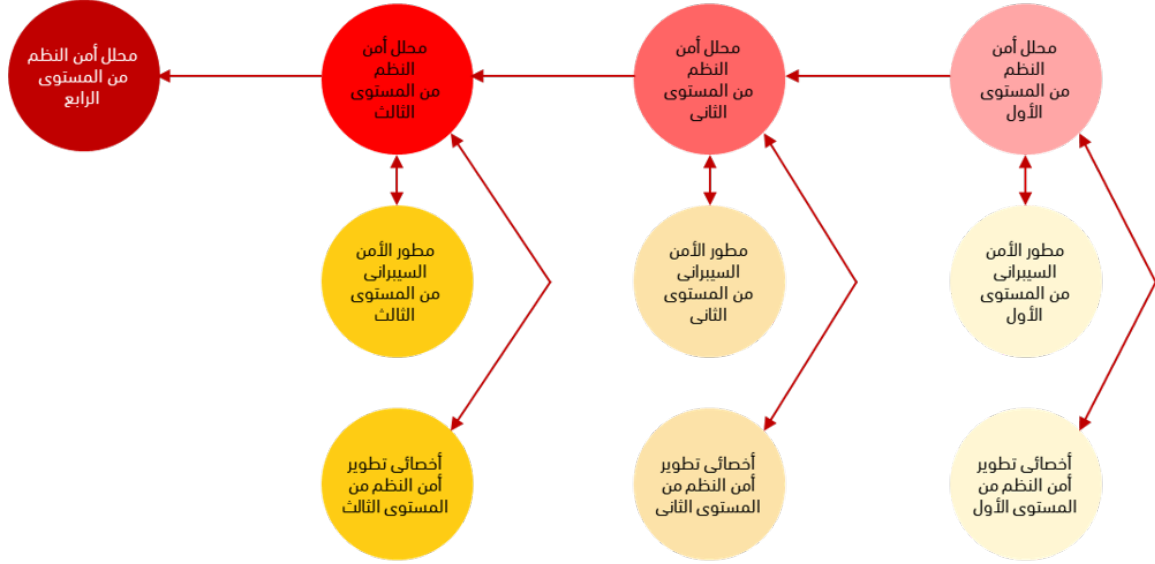 محلل أمن
النظم
من المستوى
الأول
محلل أمن
النظم
من المستوى
الثانى
محلل أمن
النظم
من المستوى
الثالث
محلل أمن النظم
من المستوى
الرابع
مطور الأمن
السيبرانى
من المستوى
الأول
مطور الأمن
السيبرانى
من المستوى
الثانى
مطور الأمن
السيبرانى
من المستوى
الثالث
أخصائى تطوير
أمن النظم من
المستوى الأول
أخصائى تطوير
أمن النظم من
المستوى الثانى
أخصائى تطوير
أمن النظم من
المستوى الثالث